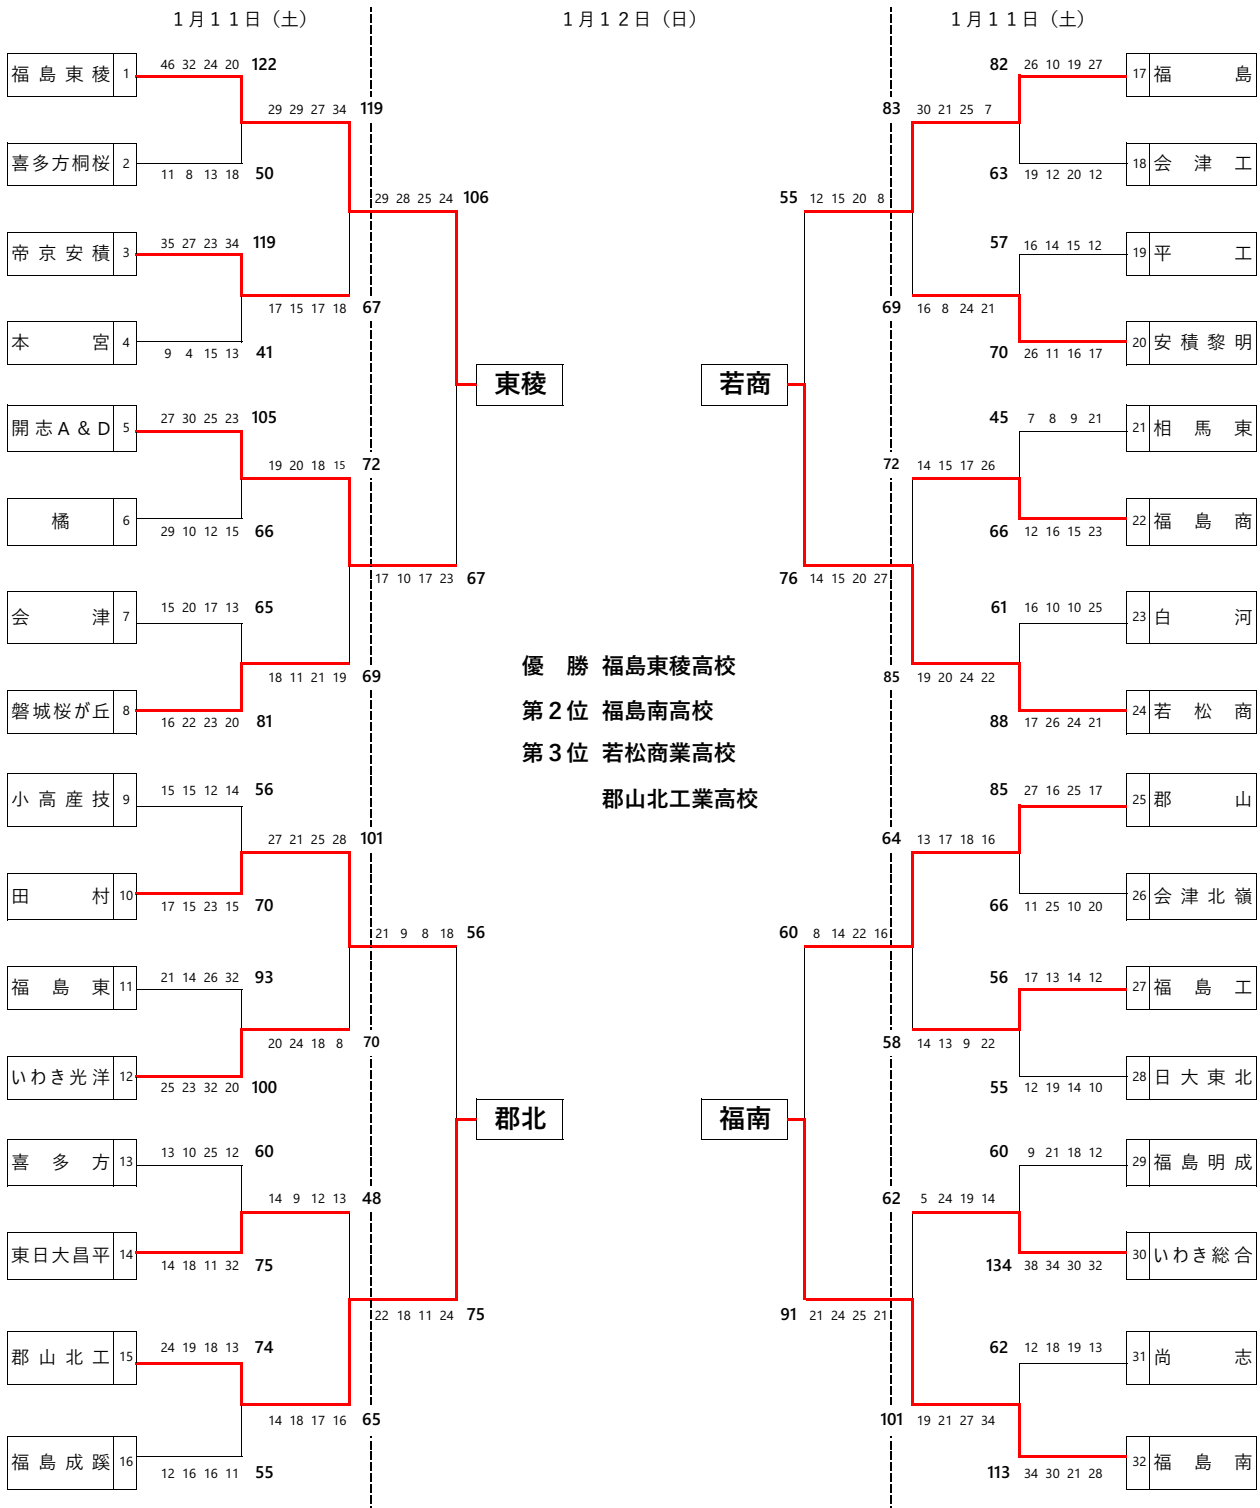 １月１１日（土）
１月１２日（日）
１月１１日（土）
福島東稜 1
46 32 24 20 122
29 29 27 34 119
喜多方桐桜 2
11 8 13 18 50
29 28 25 24 106
帝京安積 3
35 27 23 34 119
17 15 17 18 67
本宮 4
9 4 15 13 41
東稜
開志Ａ＆Ｄ 5
27 30 25 23 105
19 20 18 15 72
橘 6
29 10 12 15 66
17 10 17 23 67
会津 7
15 20 17 13 65
18 11 21 19 69
磐城桜が丘 8
16 22 23 20 81
小高産技 9
15 15 12 14 56
27 21 25 28 101
田村 10
17 15 23 15 70
21 9 8 18 56
福島東 11
21 14 26 32 93
20 24 18 8 70
いわき光洋 12
25 23 32 20 100
郡北
喜多方 13
13 10 25 12 60
14 9 12 13 48
東日大昌平 14
14 18 11 32 75
22 18 11 24 75
郡山北工 15
24 19 18 13 74
14 18 17 16 65
福島成蹊 16
12 16 16 11 55
優勝 福島東稜高校
第２位 福島南高校
第３位 若松商業高校
郡山北工業高校
82 26 10 19 27
17 福島
83 30 21 25 7
63 19 12 20 12
18 会津工
55 12 15 20 8
57 16 14 15 12
19 平工
69 16 8 24 21
70 26 11 16 17
20 安積黎明
若商
45 7 8 9 21
21 相馬東
72 14 15 17 26
66 12 16 15 23
22 福島商
76 14 15 20 27
61 16 10 10 25
23 白河
85 19 20 24 22
88 17 26 24 21
24 若松商
85 27 16 25 17
25 郡山
64 13 17 18 16
66 11 25 10 20
26 会津北嶺
60 8 14 22 16
56 17 13 14 12
27 福島工
58 14 13 9 22
55 12 19 14 10
28 日大東北
福南
60 9 21 18 12
29 福島明成
62 5 24 19 14
134 38 34 30 32
30 いわき総合
91 21 24 25 21
62 12 18 19 13
31 尚志
101 19 21 27 34
113 34 30 21 28
32 福島南